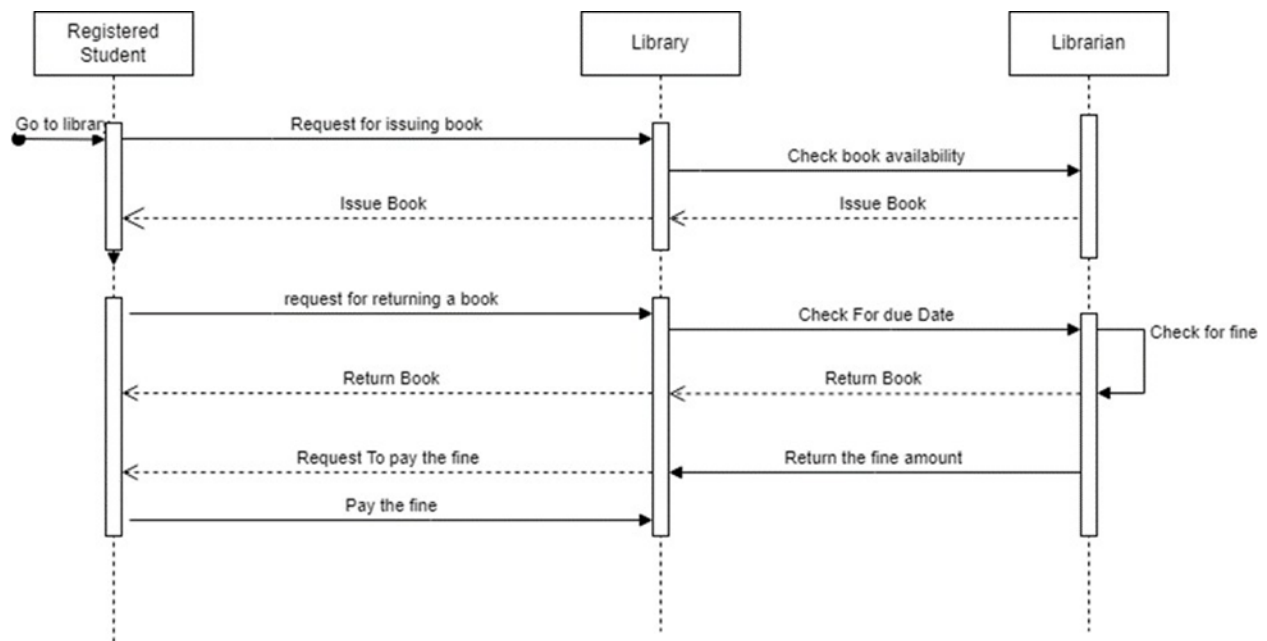 Registered
Student
Library
Librarian
Go to library
Request for issuing book
Check book availability
Issue Book
Issue Book
request for returning a book
Check For due Date
Check for fine
Return Book
Return Book
Request To pay the fine
Return the fine amount
Pay the fine